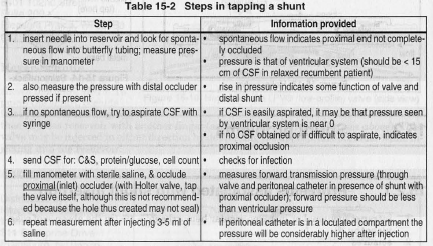 Table 15-2 Steps in tapping a shunt
Step
Information provided
1. insert needle into reservoir and look for sponta-
neous flow into butterfly tubing; measure pres-
sure in manometer
• spontaneous flow indicates proximal end not complete-
ly occluded
• pressure is that of ventricular system (should be < 15
cm of CSF in relaxed recumbent patient)
2. also measure the pressure with distal occluder
pressed if present
• rise in pressure indicates some function of valve and
distal shunt
3. if no spontaneous flow, try to aspirate CSF with
syringe
• if CSF is easily aspirated, it may be that pressure seen
by ventricular system is near 0
• if no CSF obtained or if difficult to aspirate, indicates
proximal occlusion
4. send CSF for: C&S, protein/glucose, cell count
• checks for infection
5. fill manometer with sterile saline, & occlude
proximal (inlet) occluder (with Holter valve, tap
the valve itself, although this is not recommend-
ed because the hole thus created may not seal)
• measures forward transmission pressure (through
valve and peritoneal catheter in presence of shunt with
proximal occluder); forward pressure should be less
than ventricular pressure
6. repeat measurement after injecting 3-5 ml of
saline
• if peritoneal catheter is in a loculated compartment the
pressure will be considerably higher after injection